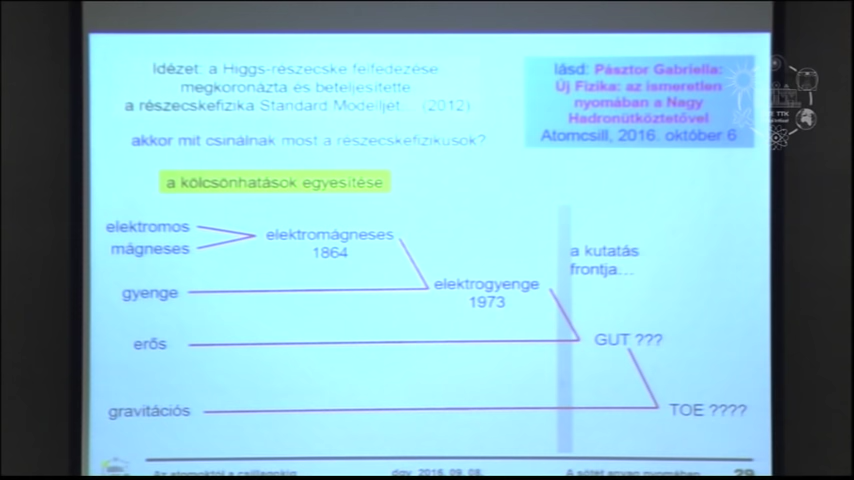 Idézet: a Higgs-részecske felfedezése
megkoronázta és beteljesítette
a részecskefizika Standard Modelljét... (2012)
akkor mit csinálnak most a részecskefizikusok?
lásd: Pásztor Gabriella:
Új Fizika: az ismeretlen
nyomában a Nagy
Hadronütköztetővel
Atomcsill, 2016. október 6
a kölcsönhatások egyesítése
elektromos
mágneses
elektromágneses
1864
a kutatás
frontja...
gyenge
elektrogyenge
1973
erős
GUT ???
gravitációs
TOE ????
Az atomoktól a csillagokig
dgy 2016. 09. 08.
A sötét anyag nyomában
29